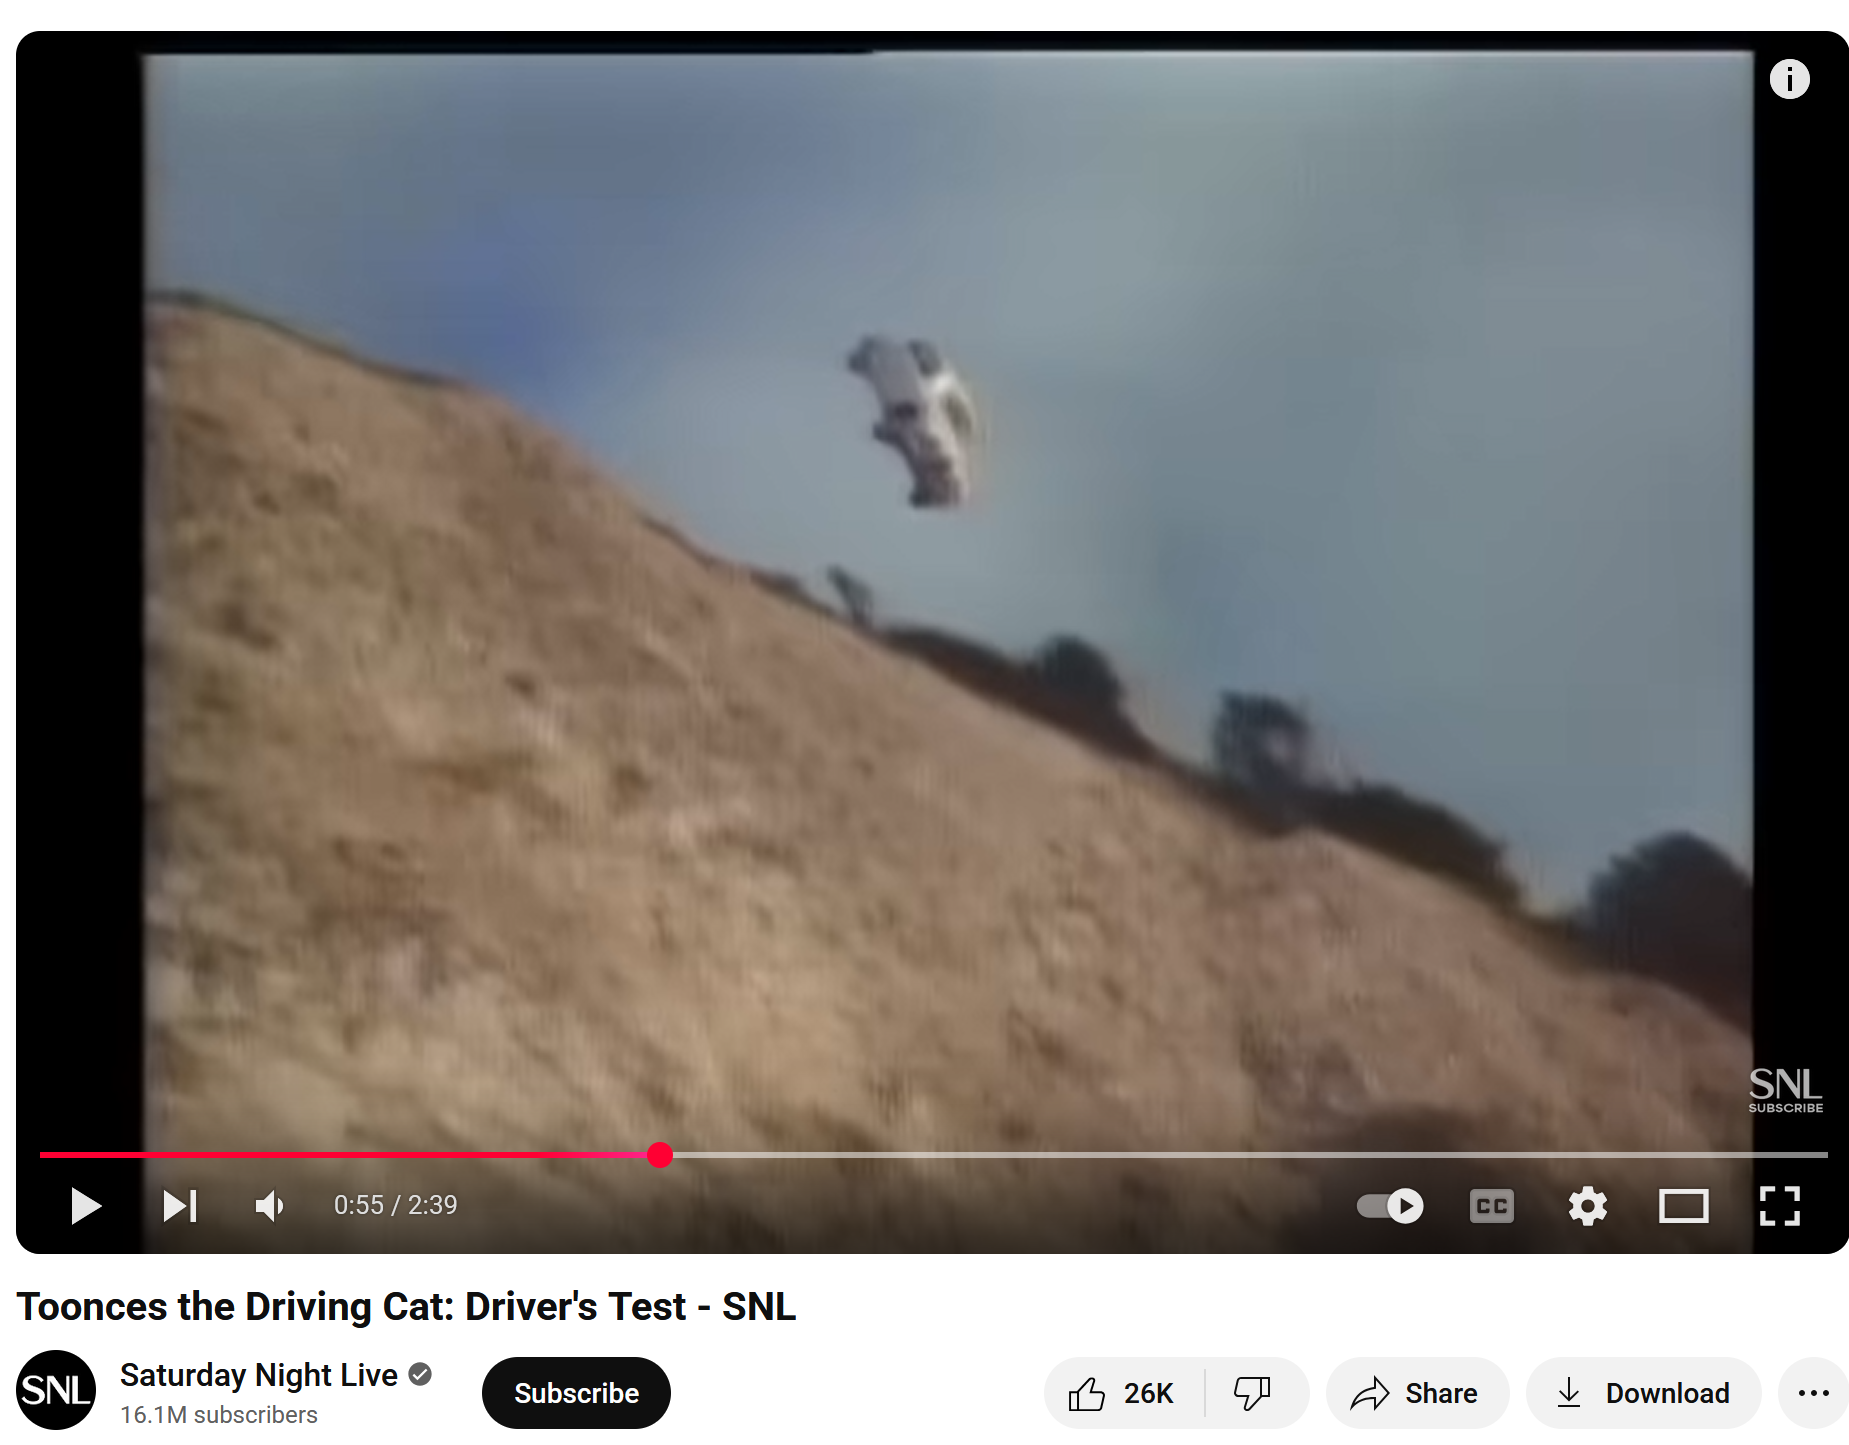 SNL
SUBSCRIBE
0:55 / 2:39
CC
Toonces the Driving Cat: Driver's Test - SNL
SNL
Saturday Night Live
16.1M subscribers
Subscribe
26K
Share
Download